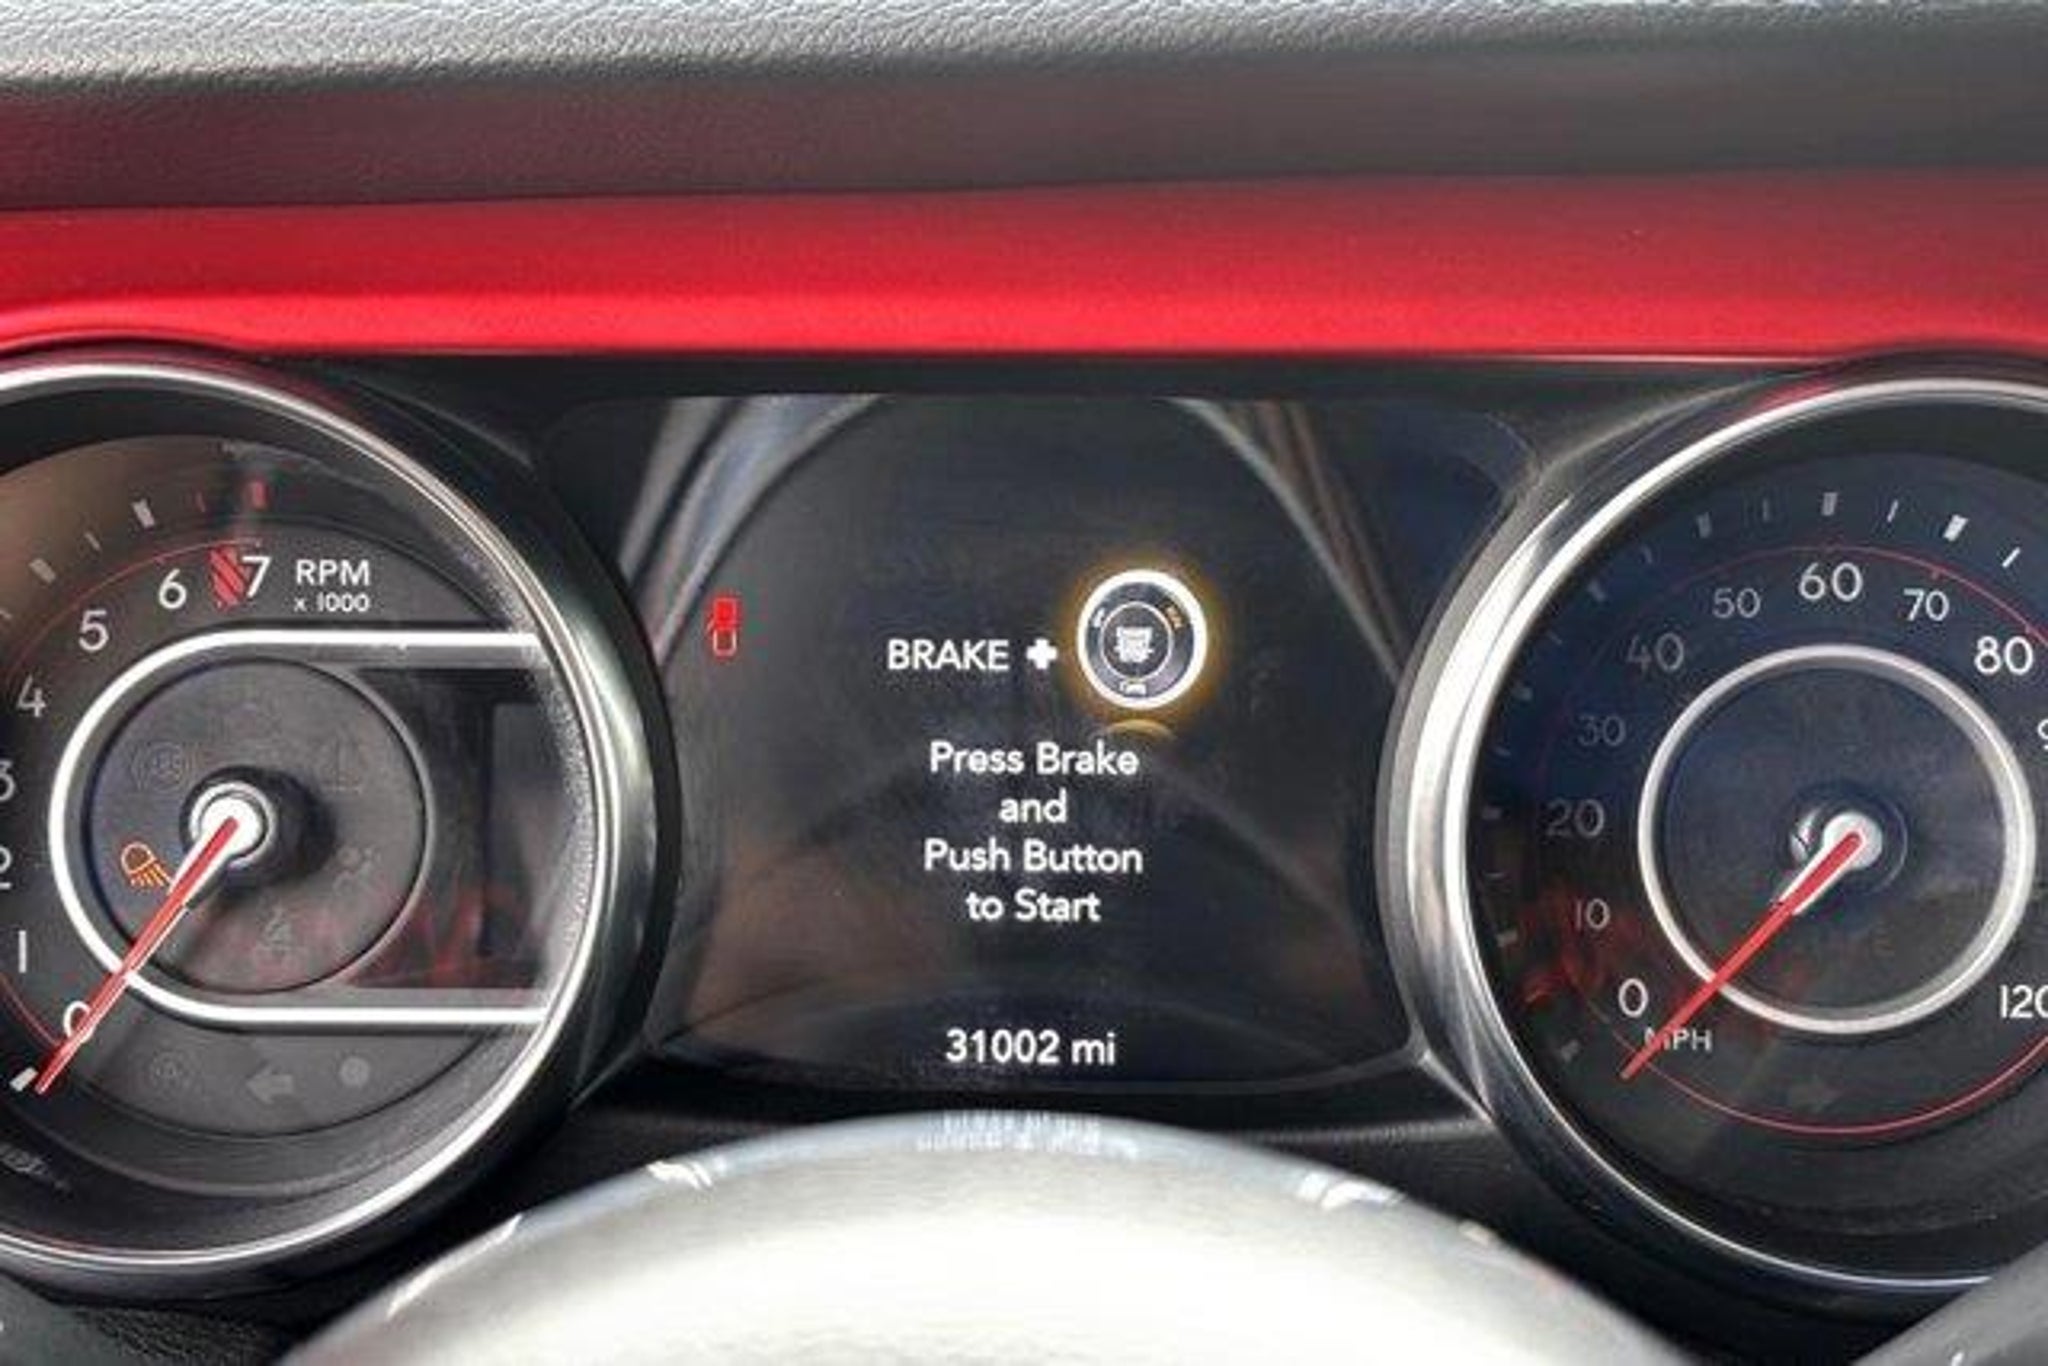 7
RPM
x 1000
6
5
4
3
2
1
0
BRAKE +
Press Brake
and
Push Button
to Start
31002 mi
0
10
20
30
40
50
60
70
80
120
MPH